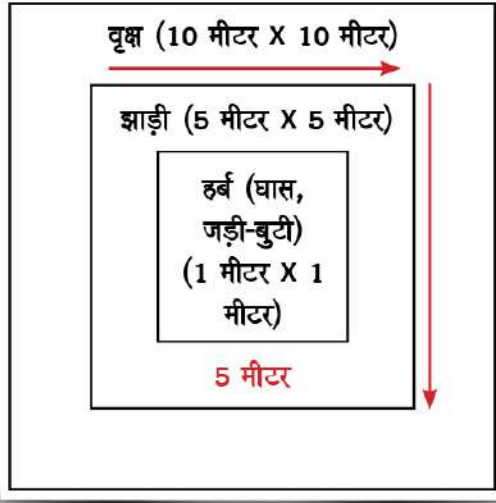 वृक्ष (10 मीटर X 10 मीटर)
झाड़ी (5 मीटर X 5 मीटर)
हर्ब (घास,
जड़ी-बुटी)
(1 मीटर X 1
मीटर)
5 मीटर